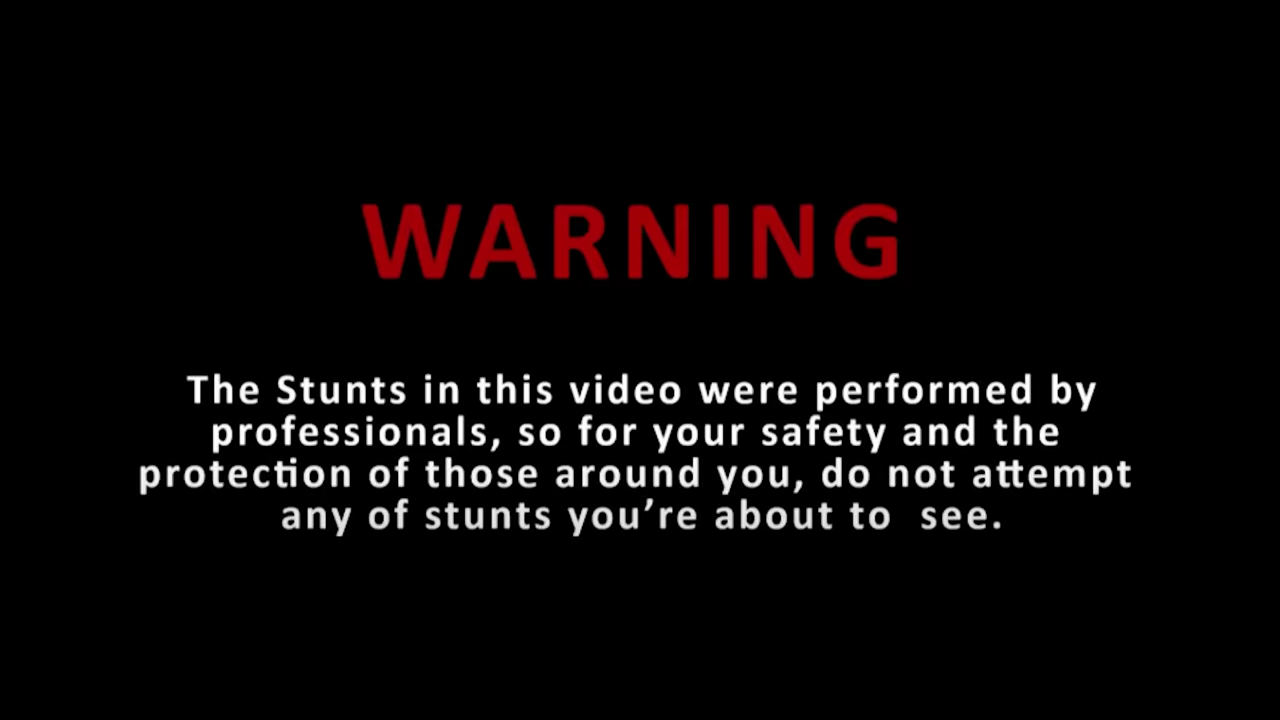 WARNING
The Stunts in this video were performed by
professionals, so for your safety and the
protection of those around you, do not attempt
any of stunts you’re about to  see.